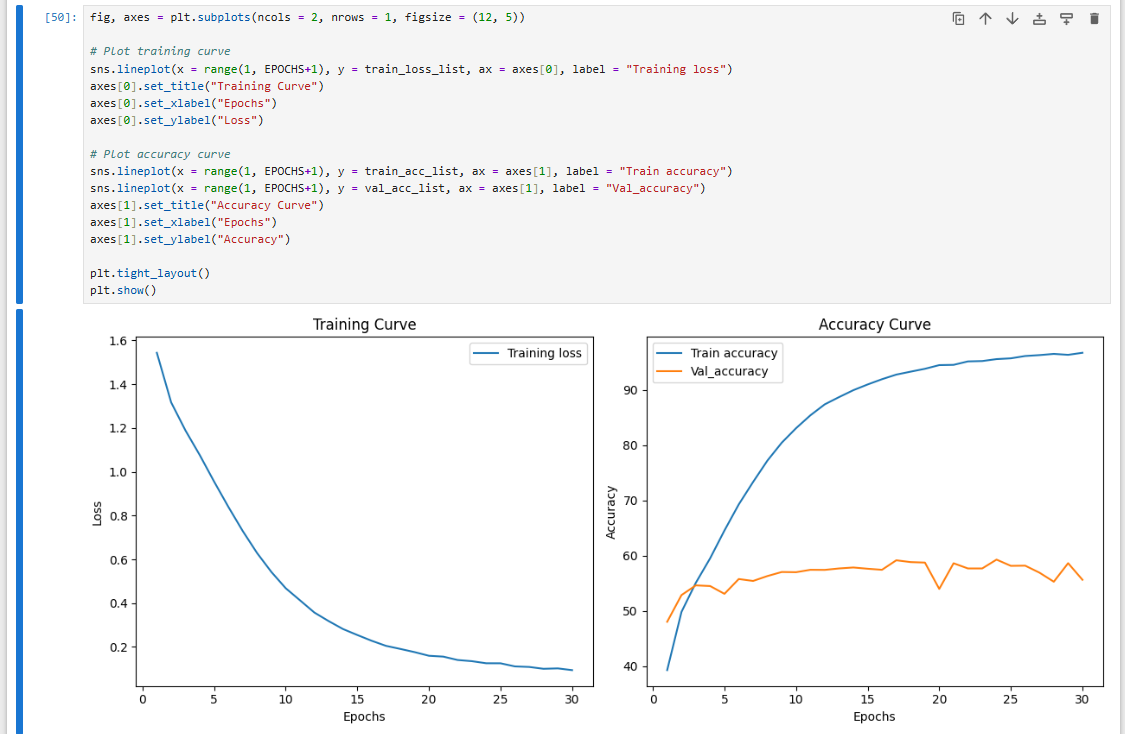 [50]: fig, axes = plt.subplots(ncols = 2, nrows = 1, figsize = (12, 5))
# Plot training curve
sns.lineplot(x = range(1, EPOCHS+1), y = train_loss_list, ax = axes[0], label = "Training loss")
axes[0].set_title("Training Curve")
axes[0].set_xlabel("Epochs")
axes[0].set_ylabel("Loss")
# Plot accuracy curve
sns.lineplot(x = range(1, EPOCHS+1), y = train_acc_list, ax = axes[1], label = "Train accuracy")
sns.lineplot(x = range(1, EPOCHS+1), y = val_acc_list, ax = axes[1], label = "Val_accuracy")
axes[1].set_title("Accuracy Curve")
axes[1].set_xlabel("Epochs")
axes[1].set_ylabel("Accuracy")
plt.tight_layout()
plt.show()
Training Curve
Training loss
1.6
1.4
1.2
1.0
0.8
0.6
0.4
0.2
Loss
0 5 10 15 20 25 30
Epochs
Accuracy Curve
Train accuracy
Val_accuracy
90
80
70
60
50
40
Accuracy
0 5 10 15 20 25 30
Epochs